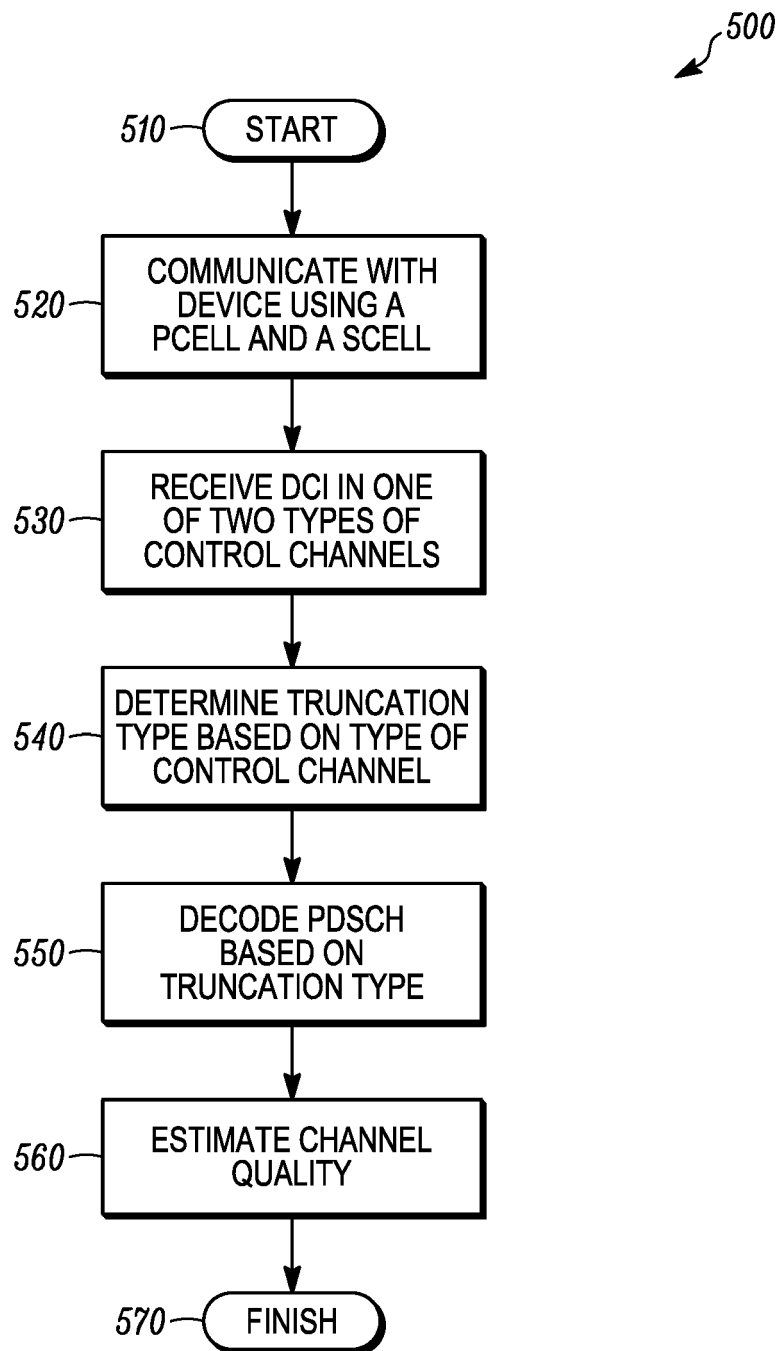 500
510
START
520
COMMUNICATE WITH
DEVICE USING A
PCELL AND A SCELL
530
RECEIVE DCI IN ONE
OF TWO TYPES OF
CONTROL CHANNELS
540
DETERMINE TRUNCATION
TYPE BASED ON TYPE OF
CONTROL CHANNEL
550
DECODE PDSCH
BASED ON
TRUNCATION TYPE
560
ESTIMATE CHANNEL
QUALITY
570
FINISH